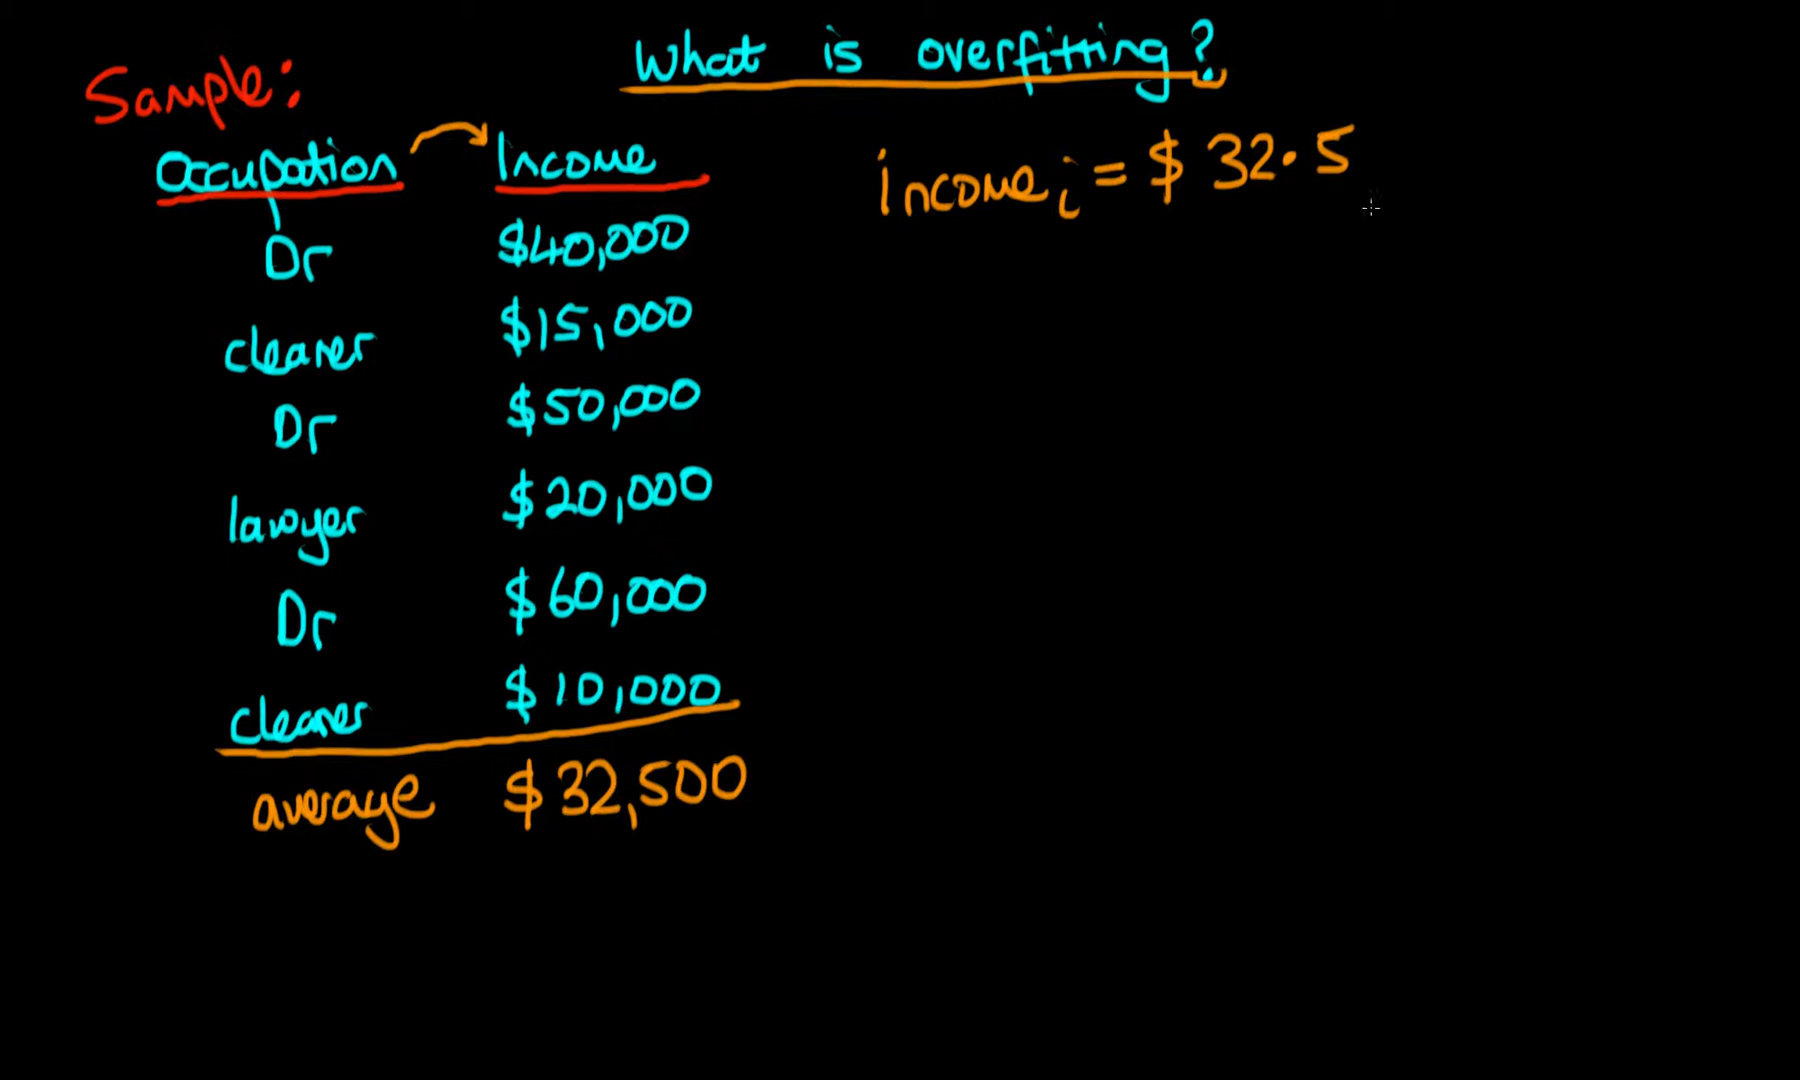 What is overfitting?
Sample:
Occupation Income
Dr $40,000
cleaner $15,000
Dr $50,000
lawyer $20,000
Dr $60,000
cleaner $10,000
average $32,500
income i = $ 32.5